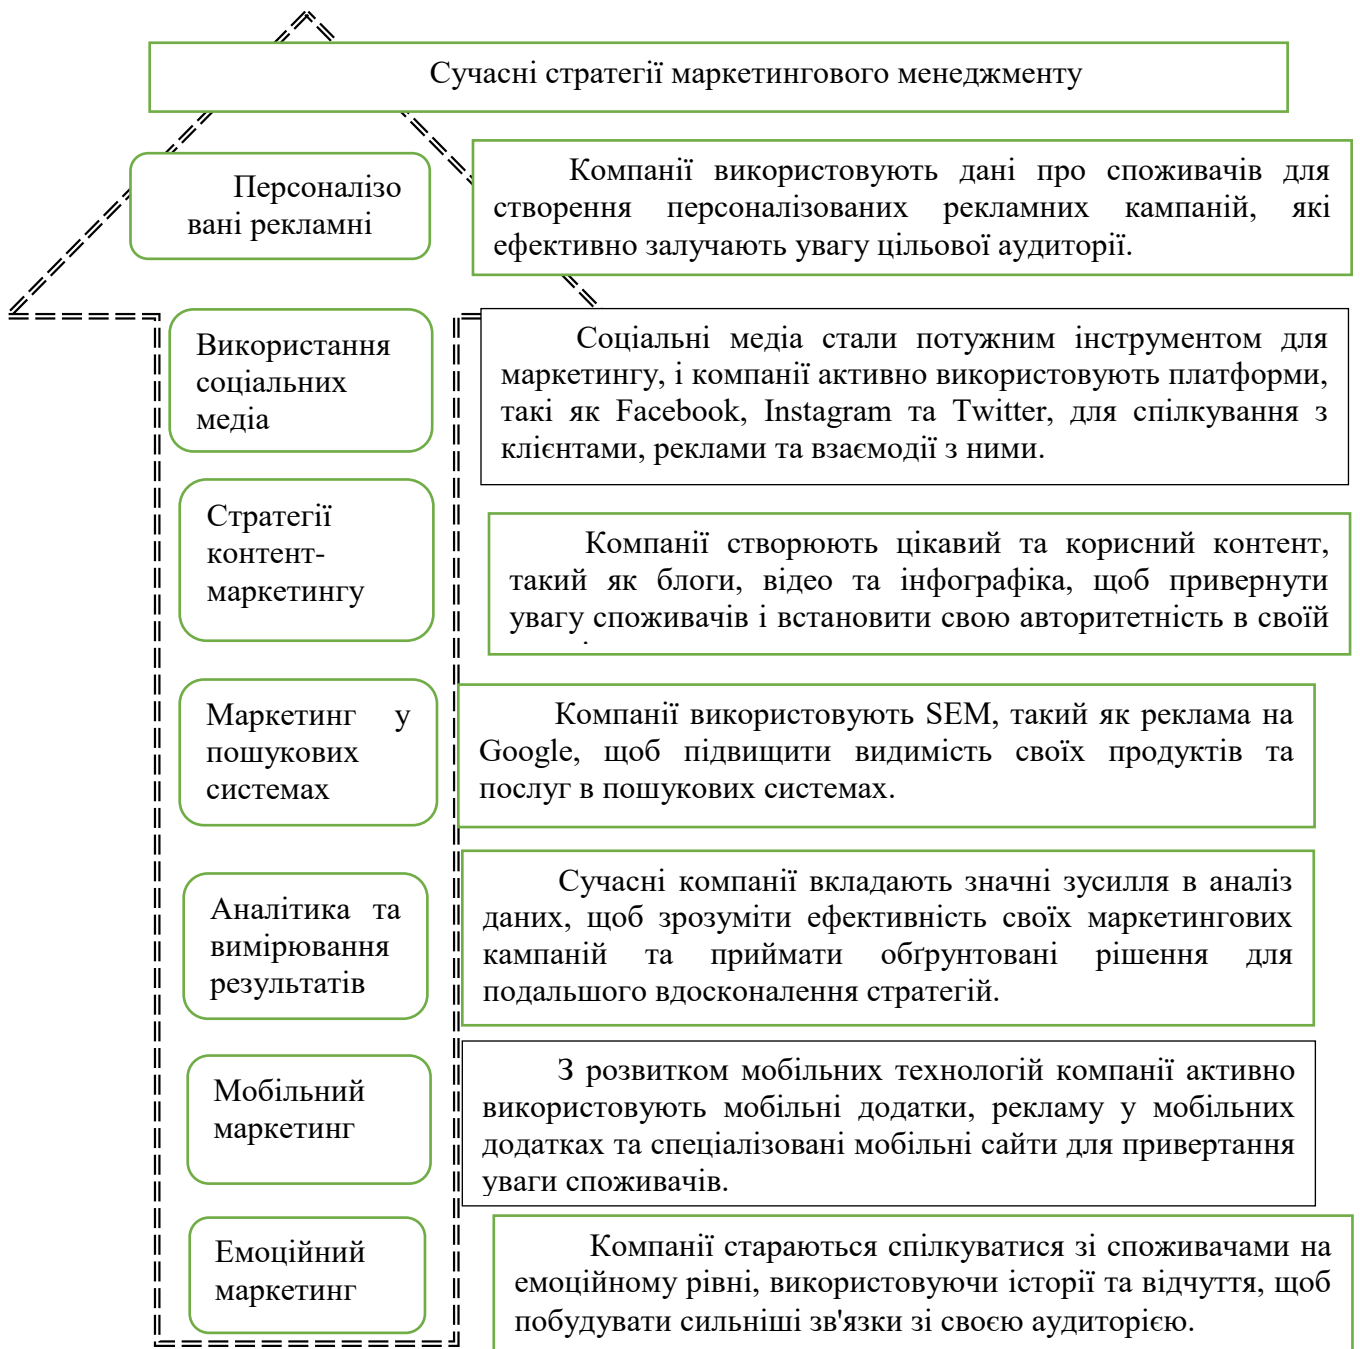 Сучасні стратегії маркетингового менеджменту
Персоналізо
вані рекламні
Компанії використовують дані про споживачів для
створення персоналізованих рекламних кампаній, які
ефективно залучають увагу цільової аудиторії.
Використання
соціальних
медіа
Соціальні медіа стали потужним інструментом для
маркетингу, і компанії активно використовують платформи,
такі як Facebook, Instagram та Twitter, для спілкування з
клієнтами, реклами та взаємодії з ними.
Стратегії
контент-
маркетингу
Компанії створюють цікавий та корисний контент,
такий як блоги, відео та інфографіка, щоб привернути
увагу споживачів і встановити свою авторитетність в своїй
Маркетинг у
пошукових
системах
Компанії використовують SEM, такий як реклама на
Google, щоб підвищити видимість своїх продуктів та
послуг в пошукових системах.
Аналітика та
вимірювання
результатів
Сучасні компанії вкладають значні зусилля в аналіз
даних, щоб зрозуміти ефективність своїх маркетингових
кампаній та приймати обґрунтовані рішення для
подальшого вдосконалення стратегій.
Мобільний
маркетинг
З розвитком мобільних технологій компанії активно
використовують мобільні додатки, рекламу у мобільних
додатках та спеціалізовані мобільні сайти для привертання
уваги споживачів.
Емоційний
маркетинг
Компанії стараються спілкуватися зі споживачами на
емоційному рівні, використовуючи історії та відчуття, щоб
побудувати сильніші зв'язки зі своєю аудиторією.